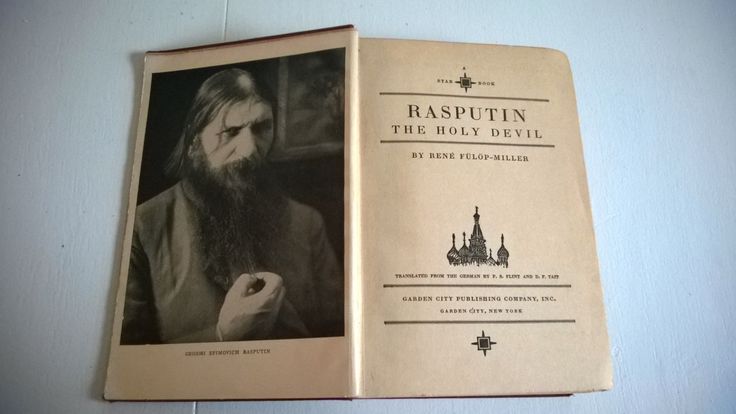 GRIGORI EFIMOVICH RASPUTIN
A
STAR BOOK
RASPUTIN
THE HOLY DEVIL
BY RENÉ FÜLÖP-MILLER
TRANSLATED FROM THE GERMAN BY F. S. FLINT AND D. F. TAIT
GARDEN CITY PUBLISHING COMPANY, INC.
GARDEN CITY, NEW YORK